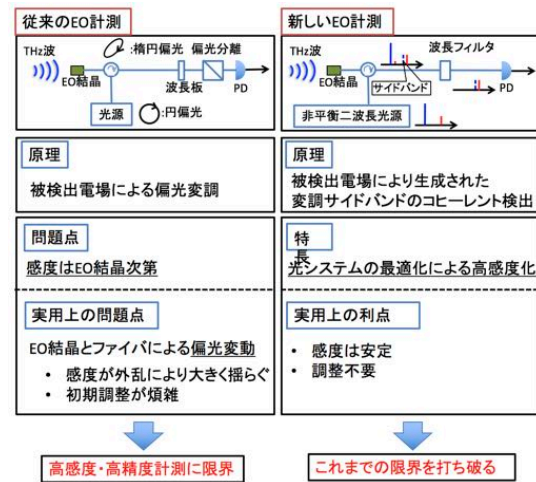 従来のEO計測
THz波
:楕円偏光 偏光分離
EO結晶
波長板
PD
光源
:円偏光
原理
被検出電場による偏光変調
問題点
感度はEO結晶次第
実用上の問題点
EO結晶とファイバによる偏光変動
• 感度が外乱により大きく揺らぐ
• 初期調整が煩雑
高感度・高精度計測に限界
新しいEO計測
THz波
波長フィルタ
EO結晶
サイドバンド
PD
非平衡二波長光源
原理
被検出電場により生成された
変調サイドバンドのコヒーレント検出
特長
光システムの最適化による高感度化
実用上の利点
• 感度は安定
• 調整不要
これまでの限界を打ち破る